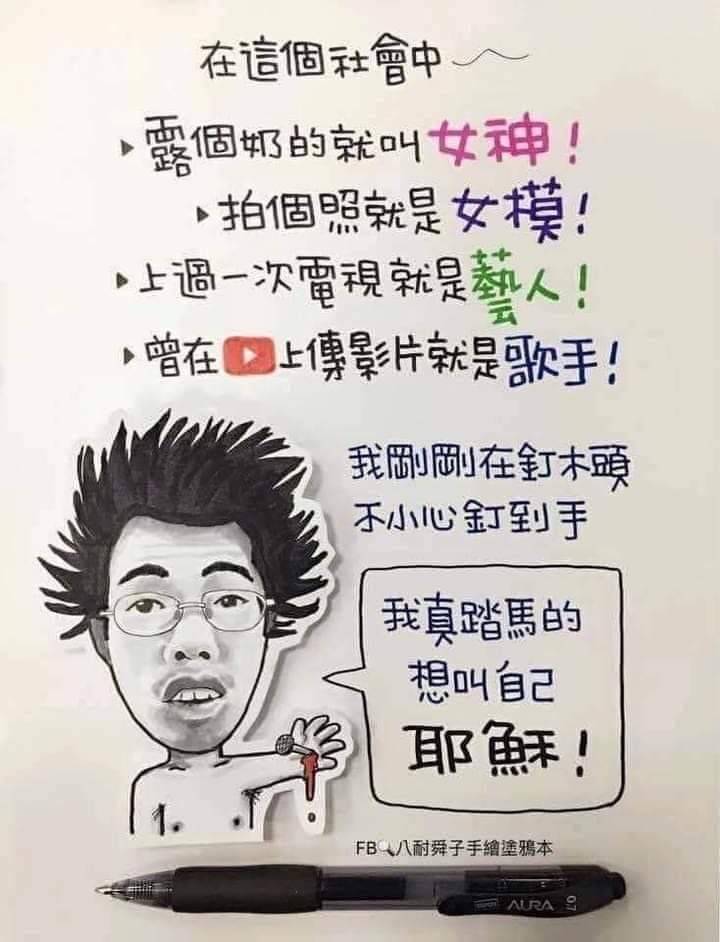 在這個社會中
▸露個奶的就叫女神！
▸拍個照就是女模！
▸上過一次電視就是藝人！
▸曾在上傳影片就是歌手！
我剛剛在釘木頭
不小心釘到手
我真踏馬的
想叫自己
耶穌！
FB🔍八耐舜子手繪塗鴉本
AURA 0.7